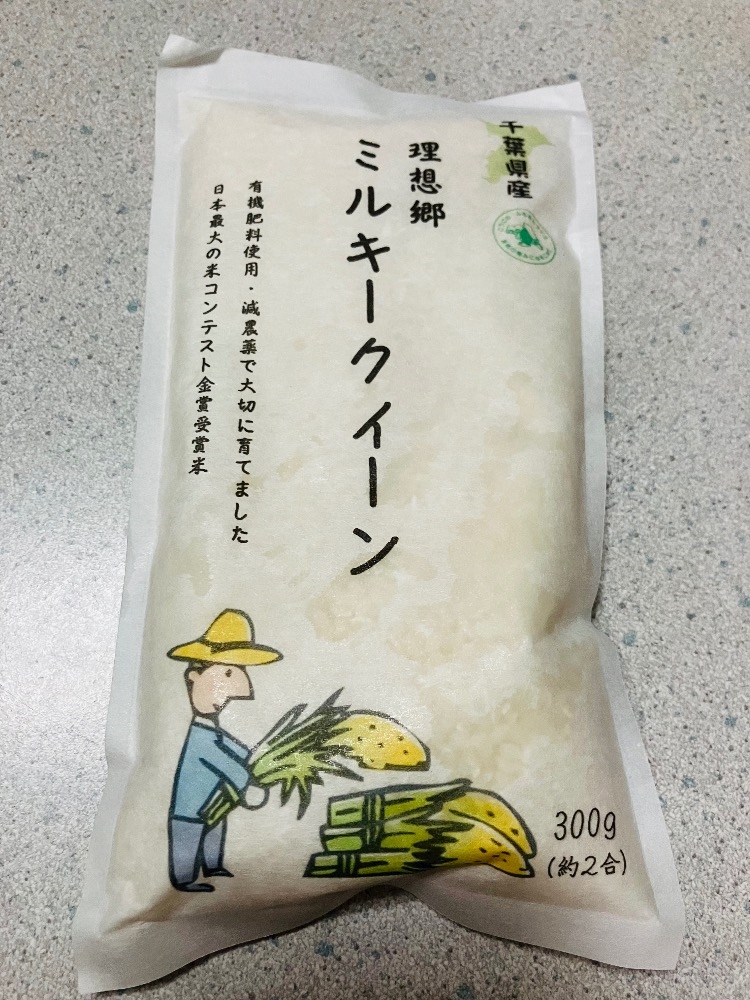 千葉県産
理想郷
ミルキークイーン
有機肥料使用・減農薬で大切に育てました
日本最大の米コンテスト金賞受賞米
300g
(約2合)